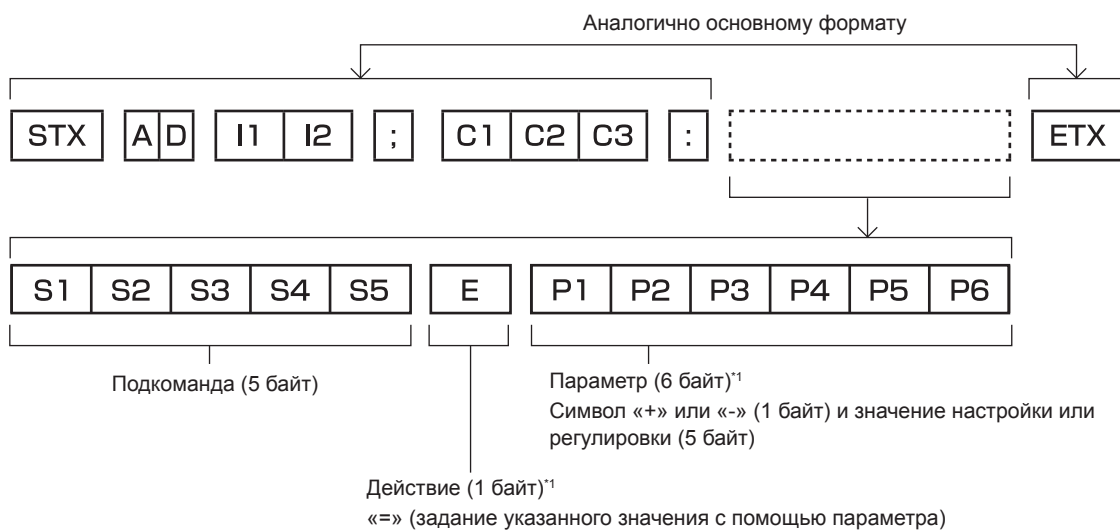 Аналогично основному формату
STX A D I1 I2 ; C1 C2 C3 : ETX
S1 S2 S3 S4 S5 E P1 P2 P3 P4 P5 P6
Подкоманда (5 байт)
Параметр (6 байт)*1
Символ «+» или «-» (1 байт) и значение настройки или
регулировки (5 байт)
Действие (1 байт)*1
«=» (задание указанного значения с помощью параметра)